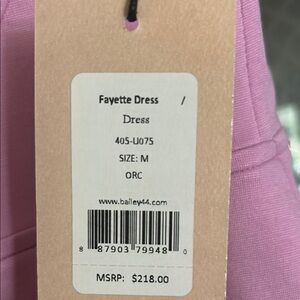 Fayette Dress /
Dress
405-U075
SIZE: M
ORC
www.bailey44.com
8 87903 79948 0
MSRP: $218.00